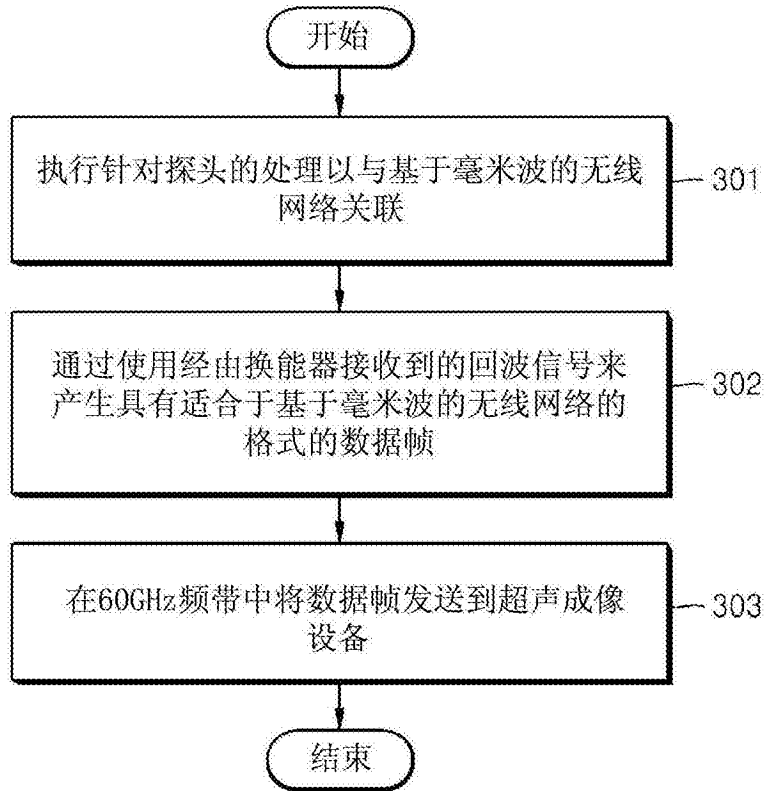 开始
执行针对探头的处理以与基于毫米波的无线
网络关联
301
通过使用经由换能器接收到的回波信号来
产生具有适合于基于毫米波的无线网络的
格式的数据帧
302
在60GHz频带中将数据帧发送到超声成像
设备
303
结束